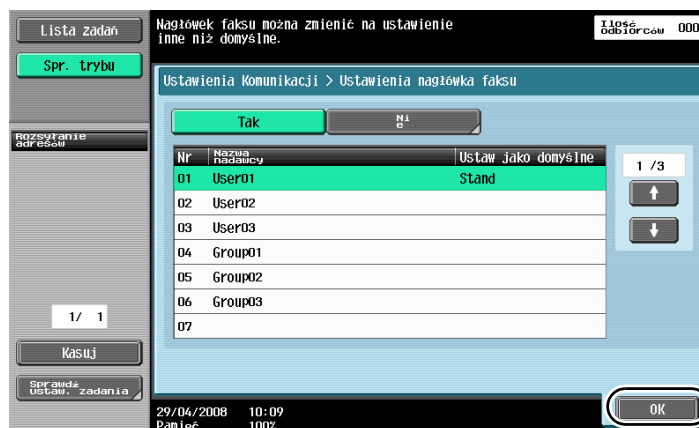 Lista zadań
Spr. trybu
Rozsyłanie
adresów
1/ 1
Kasuj
Sprawdź
ustaw. zadania
Nagłówek faksu można zmienić na ustawienie
inne niż domyślne.
Ilość
odbiorców 000
Ustawienia Komunikacji > Ustawienia nagłówka faksu
Tak
Ni
e
Nr Nazwa
nadawcy Ustaw jako domyślne
01 User01 Stand
02 User02
03 User03
04 Group01
05 Group02
06 Group03
07
1 /3
OK
29/04/2008 10:09
Pamięć 100%